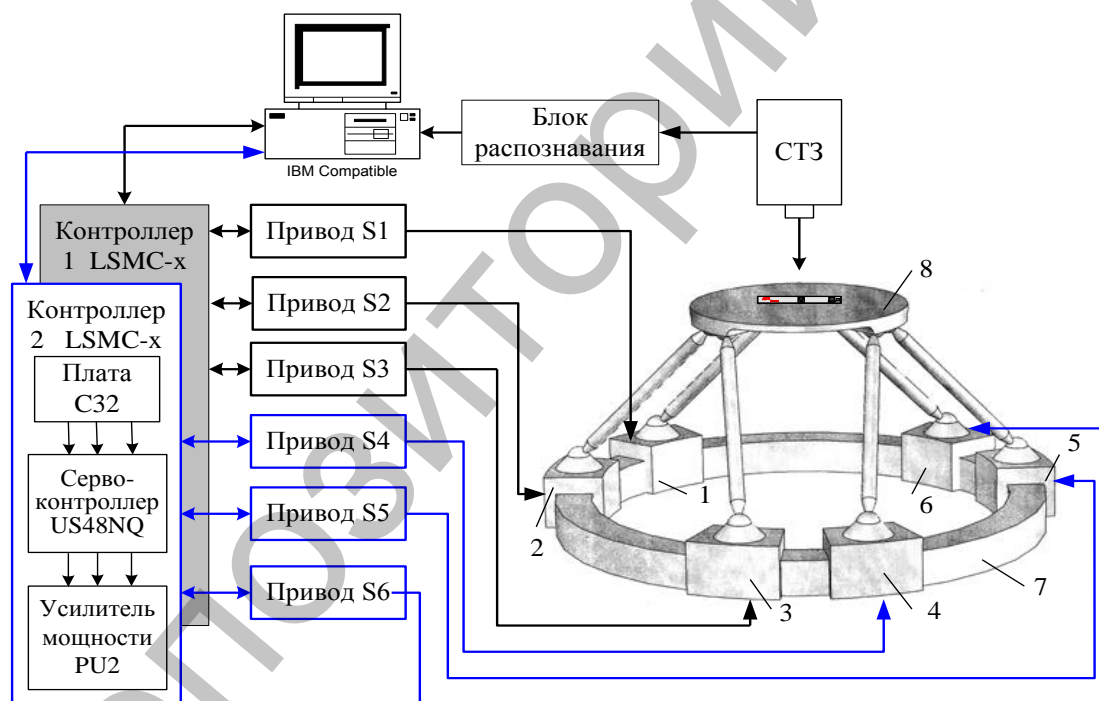 Блок
распознавания
СТЗ
IBM Compatible
Контроллер
1 LSMC-x
Контроллер
2 LSMC-x
Плата
C32
Серво-
контроллер
US48NQ
Усилитель
мощности
PU2
Привод S1
Привод S2
Привод S3
Привод S4
Привод S5
Привод S6
8
1
2
3
4
5
6
7